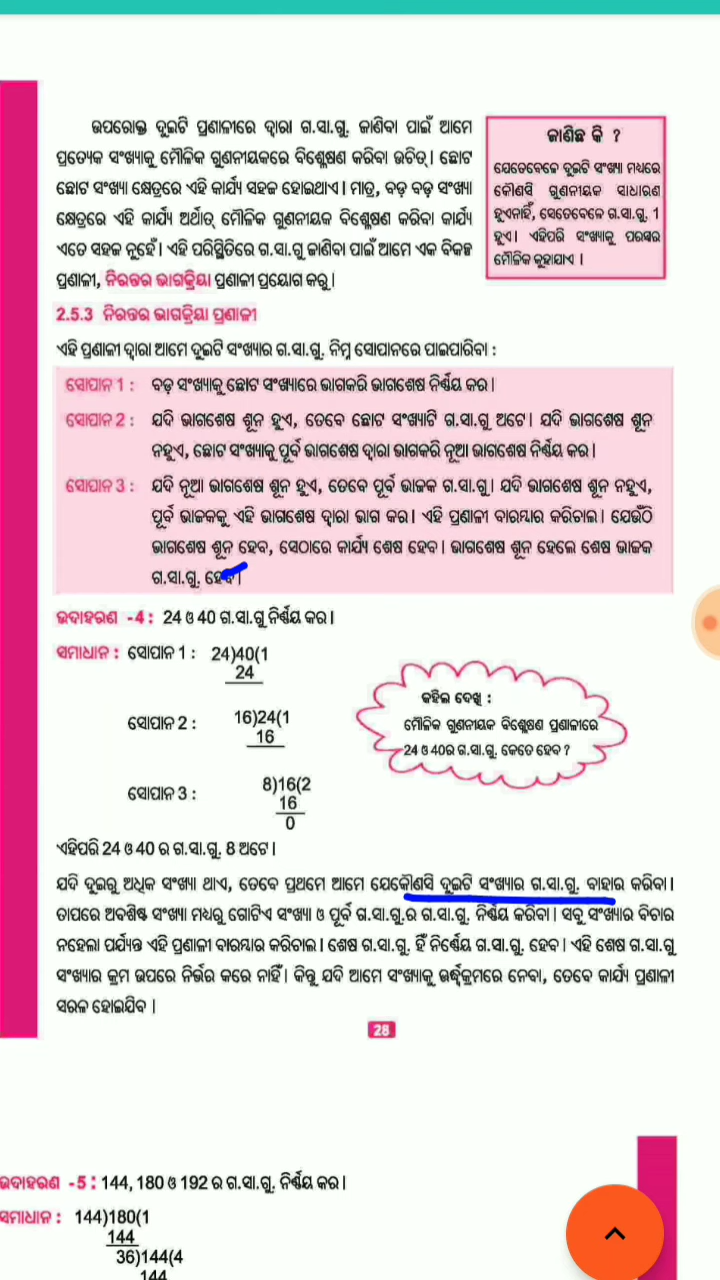 ଉପରୋକ୍ତ ଦୁଇଟି ପ୍ରଣାଳୀରେ ଦ୍ୱାରା ଗ.ସା.ଗୁ. ଜାଣିବା ପାଇଁ ଆମେ
ପ୍ରତ୍ୟେକ ସଂଖ୍ୟାକୁ ମୌଳିକ ଗୁଣନୀୟକରେ ବିଶ୍ଳେଷଣ କରିବା ଉଚିତ୍। ଛୋଟ
ଛୋଟ ସଂଖ୍ୟା କ୍ଷେତ୍ରରେ ଏହି କାର୍ଯ୍ୟ ସହଜ ହୋଇଥାଏ। ମାତ୍ର, ବଡ଼ ବଡ଼ ସଂଖ୍ୟା
କ୍ଷେତ୍ରରେ ଏହି କାର୍ଯ୍ୟ ଅର୍ଥାତ୍ ମୌଳିକ ଗୁଣନୀୟକ ବିଶ୍ଳେଷଣ କରିବା କାର୍ଯ୍ୟ
ଏତେ ସହଜ ନୁହେଁ। ଏହି ପରିସ୍ଥିତିରେ ଗ.ସା.ଗୁ ଜାଣିବା ପାଇଁ ଆମେ ଏକ ବିକଳ୍ପ
ପ୍ରଣାଳୀ, ନିରନ୍ତର ଭାଗକ୍ରିୟା ପ୍ରଣାଳୀ ପ୍ରୟୋଗ କରୁ।
ଜାଣିଛ କି ?
ଯେତେବେଳେ ଦୁଇଟି ସଂଖ୍ୟା ମଧ୍ୟରେ
କୌଣସି ଗୁଣନୀୟକ ସାଧାରଣ
ହୁଏନାହିଁ, ସେତେବେଳେ ଗ.ସା.ଗୁ. 1
ହୁଏ। ଏହିପରି ସଂଖ୍ୟାକୁ ପରସ୍ପର
ମୌଳିକ କୁହାଯାଏ ।
2.5.3 ନିରନ୍ତର ଭାଗକ୍ରିୟା ପ୍ରଣାଳୀ
ଏହି ପ୍ରଣାଳୀ ଦ୍ୱାରା ଆମେ ଦୁଇଟି ସଂଖ୍ୟାର ଗ.ସା.ଗୁ. ନିମ୍ନ ସୋପାନରେ ପାଇପାରିବା :
ସୋପାନ 1 : ବଡ଼ ସଂଖ୍ୟାକୁ ଛୋଟ ସଂଖ୍ୟାରେ ଭାଗକରି ଭାଗଶେଷ ନିର୍ଣ୍ଣୟ କର।
ସୋପାନ 2 : ଯଦି ଭାଗଶେଷ ଶୂନ ହୁଏ, ତେବେ ଛୋଟ ସଂଖ୍ୟାଟି ଗ.ସା.ଗୁ ଅଟେ। ଯଦି ଭାଗଶେଷ ଶୂନ
ନହୁଏ, ଛୋଟ ସଂଖ୍ୟାକୁ ପୂର୍ବ ଭାଗଶେଷ ଦ୍ୱାରା ଭାଗକରି ନୂଆ ଭାଗଶେଷ ନିର୍ଣ୍ଣୟ କର।
ସୋପାନ 3 : ଯଦି ନୂଆ ଭାଗଶେଷ ଶୂନ ହୁଏ, ତେବେ ପୂର୍ବ ଭାଜକ ଗ.ସା.ଗୁ। ଯଦି ଭାଗଶେଷ ଶୂନ ନହୁଏ,
ପୂର୍ବ ଭାଜକକୁ ଏହି ଭାଗଶେଷ ଦ୍ୱାରା ଭାଗ କର। ଏହି ପ୍ରଣାଳୀ ବାରମ୍ବାର କରିଚାଲ। ଯେଉଁଠି
ଭାଗଶେଷ ଶୂନ ହେବ, ସେଠାରେ କାର୍ଯ୍ୟ ଶେଷ ହେବ। ଭାଗଶେଷ ଶୂନ ହେଲେ ଶେଷ ଭାଜକ
ଗ.ସା.ଗୁ. ହେବ।
ଉଦାହରଣ -4 : 24 ଓ 40 ଗ.ସା.ଗୁ ନିର୍ଣ୍ଣୟ କର।
ସମାଧାନ : ସୋପାନ 1 : 24)40(1
24
ସୋପାନ 2 : 16)24(1
16
ସୋପାନ 3 : 8)16(2
16
0
କହିଲ ଦେଖି :
ମୌଳିକ ଗୁଣନୀୟକ ବିଶ୍ଳେଷଣ ପ୍ରଣାଳୀରେ
24 ଓ 40ର ଗ.ସା.ଗୁ. କେତେ ହେବ ?
ଏହିପରି 24 ଓ 40 ର ଗ.ସା.ଗୁ. 8 ଅଟେ।
ଯଦି ଦୁଇରୁ ଅଧିକ ସଂଖ୍ୟା ଥାଏ, ତେବେ ପ୍ରଥମେ ଆମେ ଯେକୌଣସି ଦୁଇଟି ସଂଖ୍ୟାର ଗ.ସା.ଗୁ. ବାହାର କରିବା।
ତାପରେ ଅବଶିଷ୍ଟ ସଂଖ୍ୟା ମଧ୍ୟରୁ ଗୋଟିଏ ସଂଖ୍ୟା ଓ ପୂର୍ବ ଗ.ସା.ଗୁ.ର ଗ.ସା.ଗୁ. ନିର୍ଣ୍ଣୟ କରିବା। ସବୁ ସଂଖ୍ୟାର ବିଚାର
ନହେଲା ପର୍ଯ୍ୟନ୍ତ ଏହି ପ୍ରଣାଳୀ ବାରମ୍ବାର କରିଚାଲ। ଶେଷ ଗ.ସା.ଗୁ. ହିଁ ନିର୍ଣ୍ଣେୟ ଗ.ସା.ଗୁ. ହେବ। ଏହି ଶେଷ ଗ.ସା.ଗୁ
ସଂଖ୍ୟାର କ୍ରମ ଉପରେ ନିର୍ଭର କରେ ନାହିଁ। କିନ୍ତୁ ଯଦି ଆମେ ସଂଖ୍ୟାକୁ ଊର୍ଦ୍ଧ୍ୱକ୍ରମରେ ନେବା, ତେବେ କାର୍ଯ୍ୟ ପ୍ରଣାଳୀ
ସରଳ ହୋଇଯିବ ।
28
ଉଦାହରଣ -5 : 144, 180 ଓ 192 ର ଗ.ସା.ଗୁ. ନିର୍ଣ୍ଣୟ କର।
ସମାଧାନ : 144)180(1
144
36)144(4
144